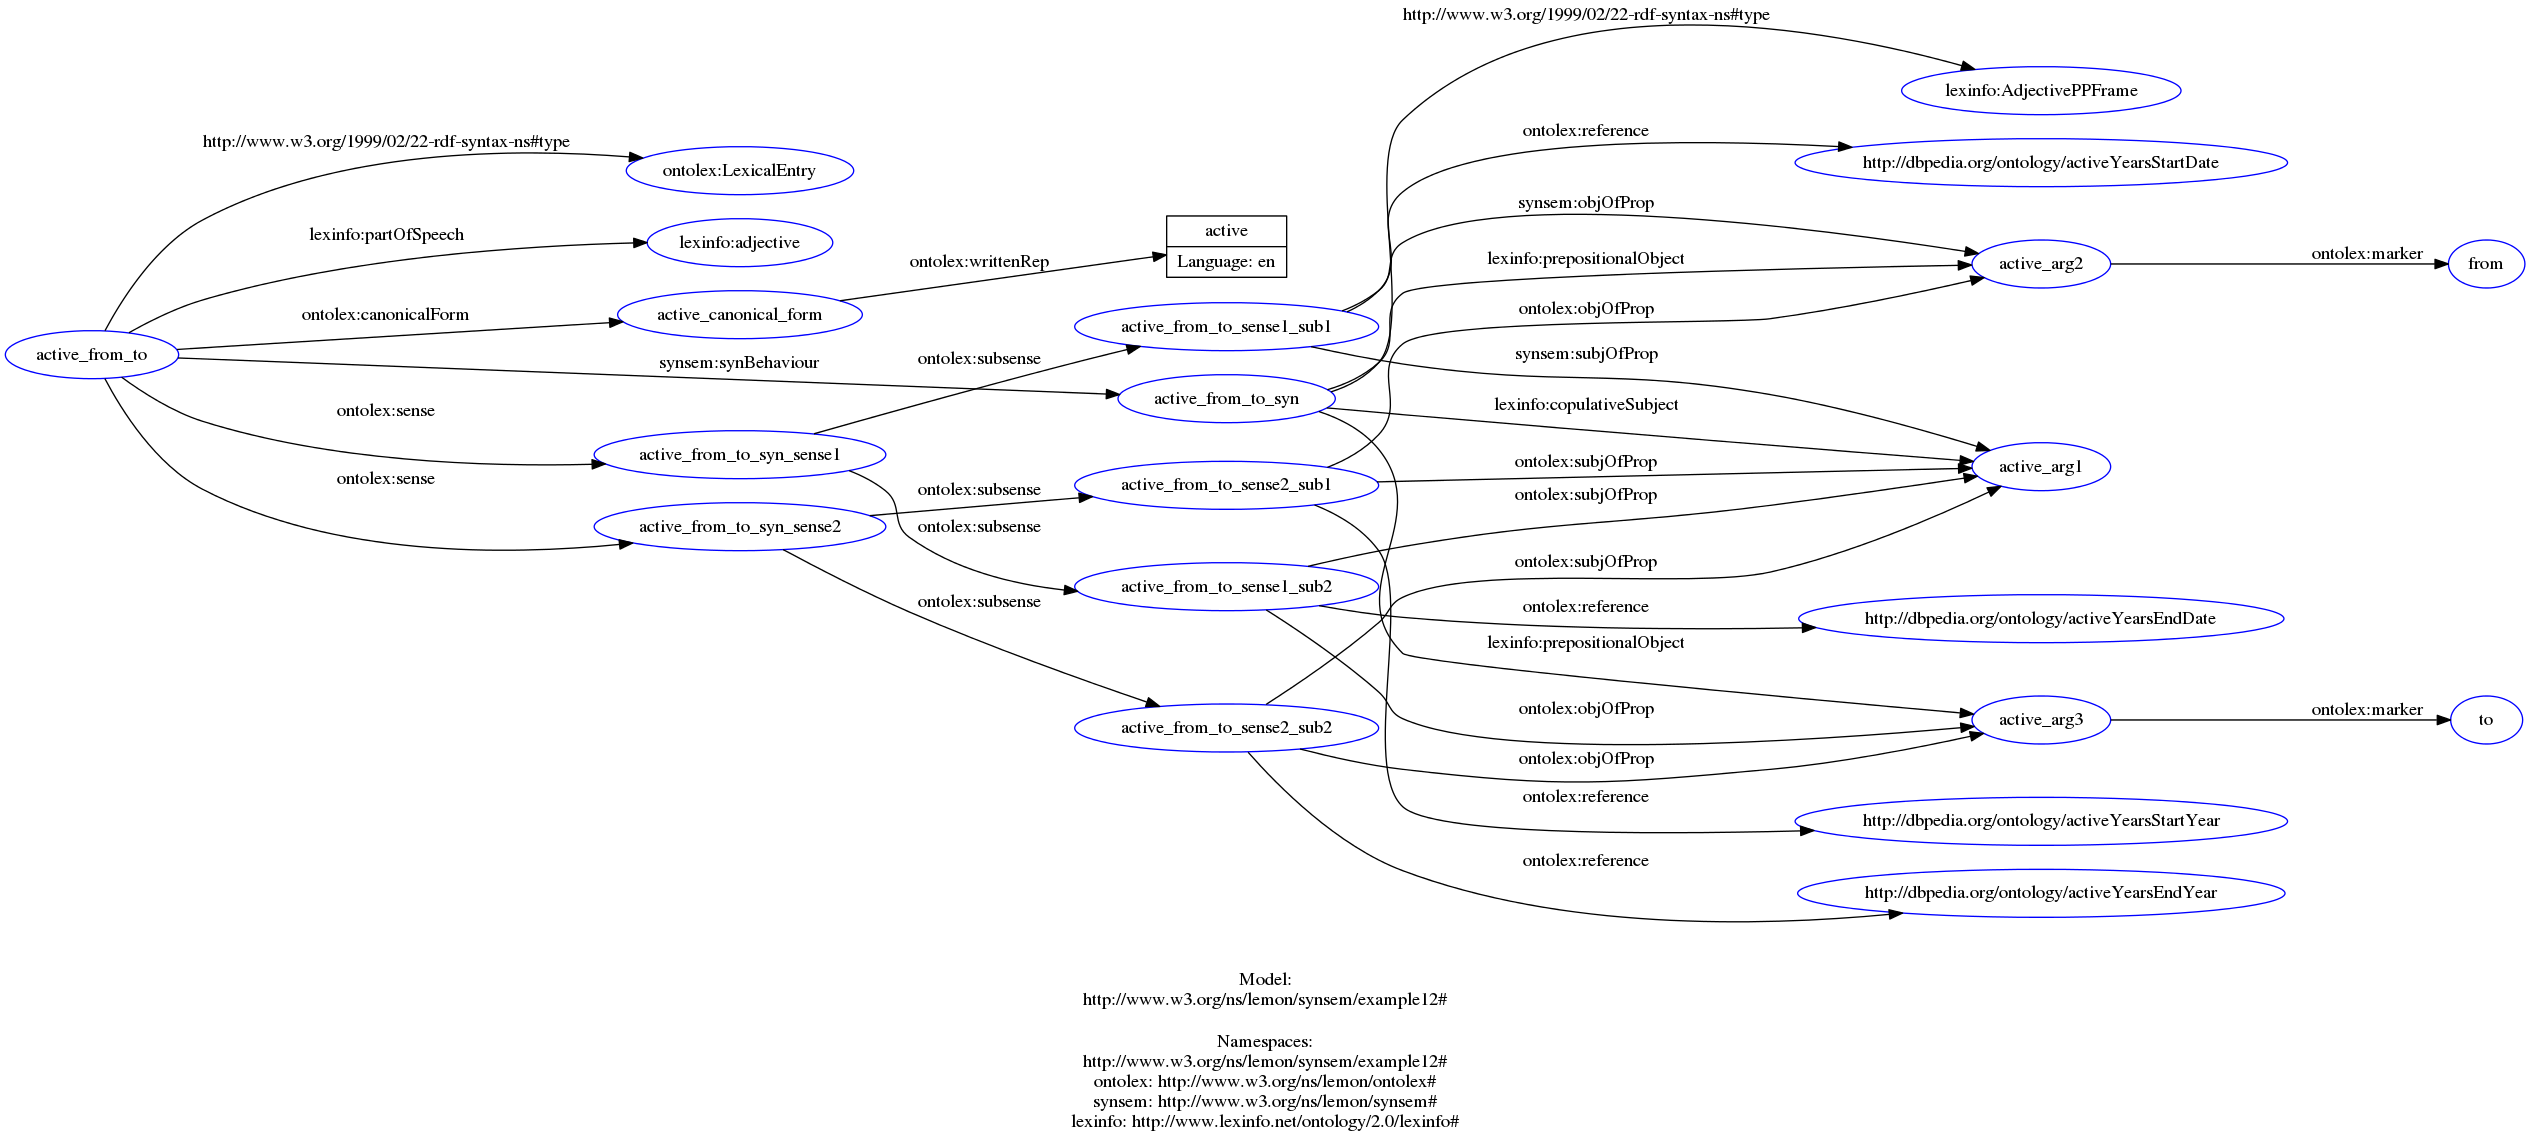 http://www.w3.org/1999/02/22-rdf-syntax-ns#type
lexinfo:AdjectivePPFrame
ontolex:reference
http://www.w3.org/1999/02/22-rdf-syntax-ns#type
http://dbpedia.org/ontology/activeYearsStartDate
ontolex:LexicalEntry
synsem:objOfProp
lexinfo:partOfSpeech
active
lexinfo:adjective
lexinfo:prepositionalObject
ontolex:marker
ontolex:writtenRep
Language: en
active_arg2
from
ontolex:canonicalForm
active_canonical_form
ontolex:objOfProp
active_from_to_sense1_sub1
active_from_to
synsem:synBehaviour
ontolex:subsense
synsem:subjOfProp
active_from_to_syn
lexinfo:copulativeSubject
ontolex:sense
active_from_to_syn_sense1
ontolex:subjOfProp
active_arg1
ontolex:sense
ontolex:subsense
active_from_to_sense2_sub1
ontolex:subjOfProp
active_from_to_syn_sense2
ontolex:subsense
ontolex:subjOfProp
active_from_to_sense1_sub2
ontolex:subsense
ontolex:reference
http://dbpedia.org/ontology/activeYearsEndDate
lexinfo:prepositionalObject
ontolex:objOfProp
ontolex:marker
active_from_to_sense2_sub2
active_arg3
to
ontolex:objOfProp
ontolex:reference
http://dbpedia.org/ontology/activeYearsStartYear
ontolex:reference
http://dbpedia.org/ontology/activeYearsEndYear
Model:
http://www.w3.org/ns/lemon/synsem/example12#
Namespaces:
http://www.w3.org/ns/lemon/synsem/example12#
ontolex: http://www.w3.org/ns/lemon/ontolex#
synsem: http://www.w3.org/ns/lemon/synsem#
lexinfo: http://www.lexinfo.net/ontology/2.0/lexinfo#